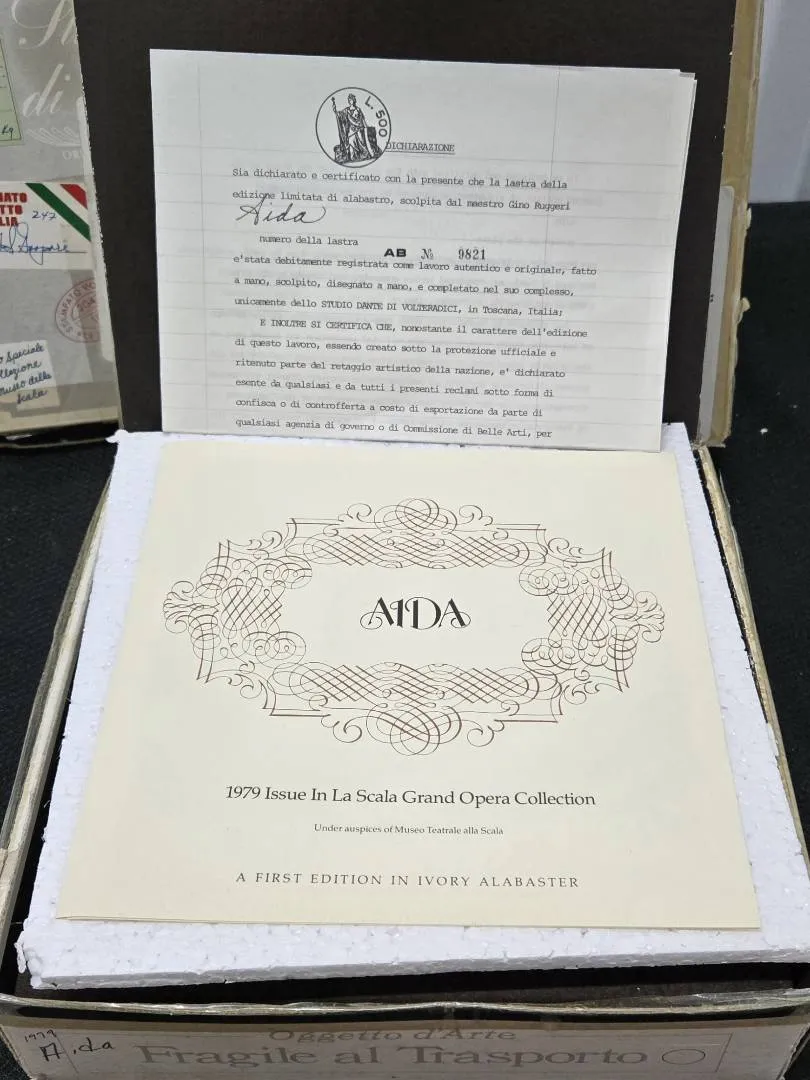 L. 500
DICHIARAZIONE
Sia dichiarato e certificato con la presente che la lastra della
edizione limitata di alabastro, scolpita dal maestro Gino Ruggeri
Aida
numero della lastra
AB № 9821
e'stata debitamente registrata come lavoro autentico e originale, fatto
a mano, scolpito, disegnato a mano, e completato nel suo complesso,
unicamente dello STUDIO DANTE DI VOLTERADICI, in Toscana, Italia;
E INOLTRE SI CERTIFICA CHE, nonostante il carattere dell'edizione
di questo lavoro, essendo creato sotto la protezione ufficiale e
ritenuto parte del retaggio artistico della nazione, e' dichiarato
esente da qualsiasi e da tutti i presenti reclami sotto forma di
confisca o di controfferta a costo di esportazione da parte di
qualsiasi agenzia di governo o di Commissione di Belle Arti, per
di
Kg
247
Speciale
Scala
AIDA
1979 Issue In La Scala Grand Opera Collection
Under auspices of Museo Teatrale alla Scala
A FIRST EDITION IN IVORY ALABASTER
1979
Aida
Oggetto d'Arte
Fragile al Trasporto